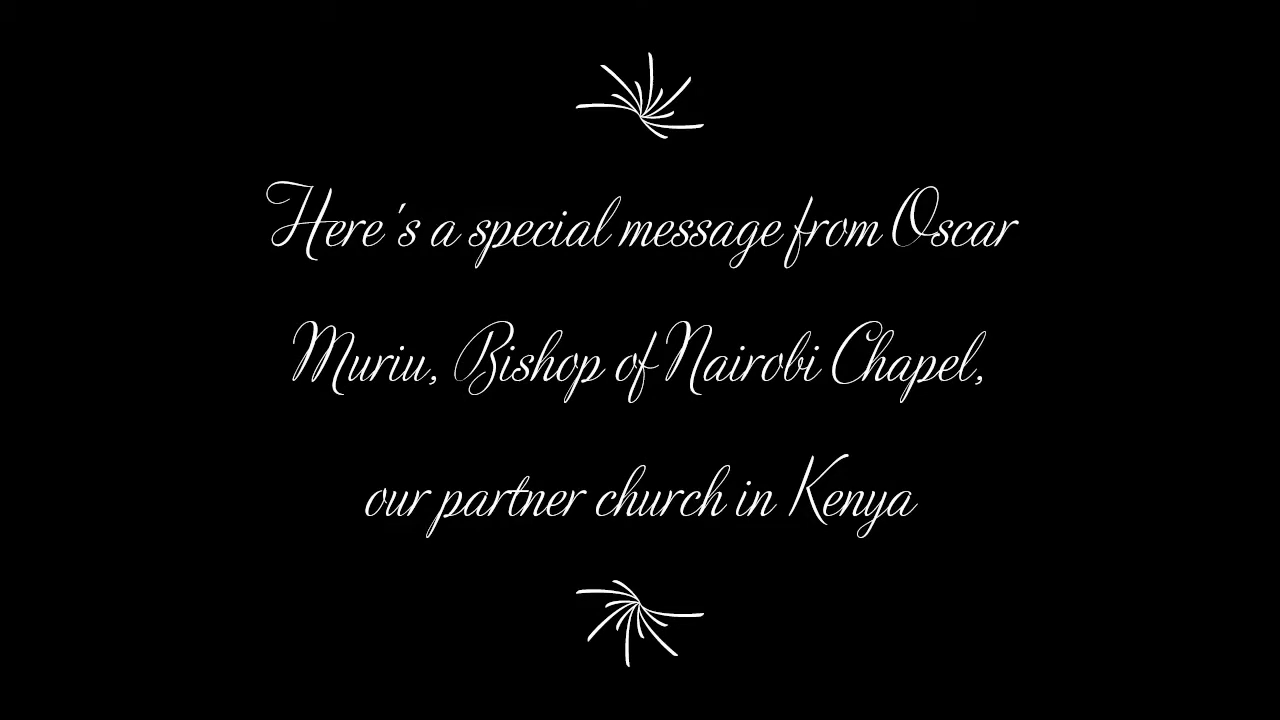 Here's a special message from Oscar
Muriu, Bishop of Nairobi Chapel,
our partner church in Kenya